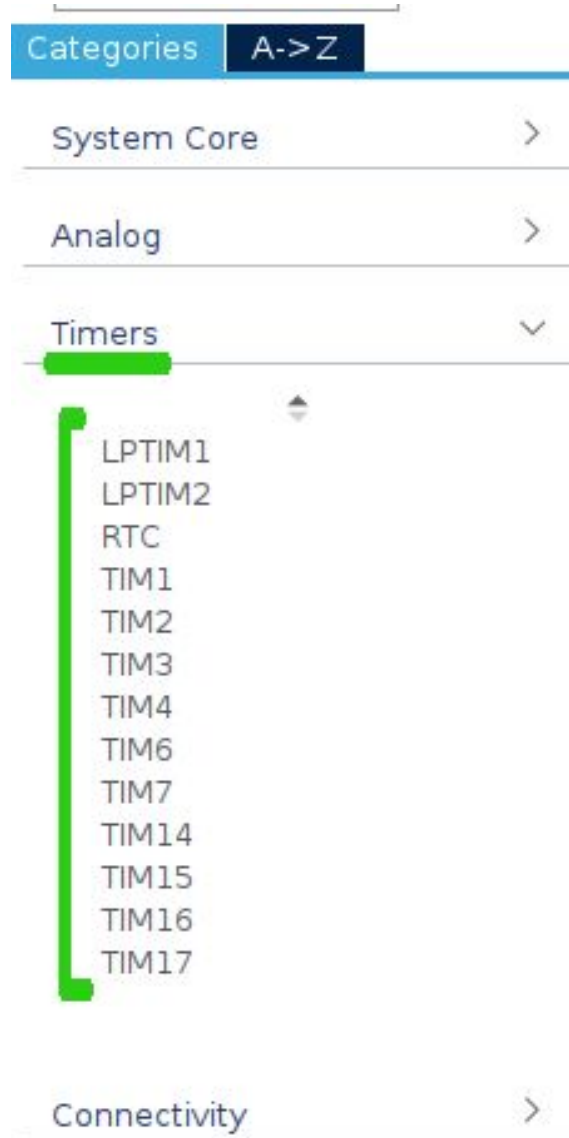 Categories A->Z
System Core
Analog
Timers
LPTIM1
LPTIM2
RTC
TIM1
TIM2
TIM3
TIM4
TIM6
TIM7
TIM14
TIM15
TIM16
TIM17
Connectivity